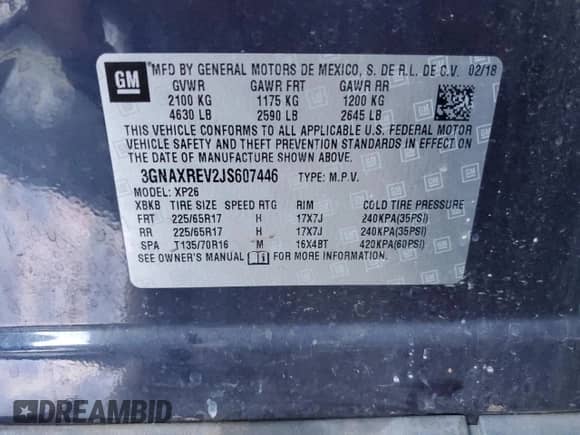 GM
*MFD BY GENERAL MOTORS DE MEXICO, S. DE R.L. DE C.V. 02/18
GVWR GAWR FRT GAWR RR
2100 KG 1175 KG 1200 KG
4630 LB 2590 LB 2645 LB
THIS VEHICLE CONFORMS TO ALL APPLICABLE U.S. FEDERAL MOTOR
VEHICLE SAFETY AND THEFT PREVENTION STANDARDS IN EFFECT ON
THE DATE OF MANUFACTURE SHOWN ABOVE.
3GNAXREV2JS607446 TYPE: M.P.V.
MODEL: XP26
XBKB TIRE SIZE SPEED RTG RIM COLD TIRE PRESSURE
FRT 225/65R17 H 17X7J 240KPA(35PSI)
RR 225/65R17 H 17X7J 240KPA(35PSI)
SPA T135/70R16 M 16X4BT 420KPA(60PSI)
SEE OWNER'S MANUAL FOR MORE INFORMATION.
DREAMBID